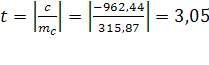 t = |c/m_c| = |−962,44/315,87| = 3,05